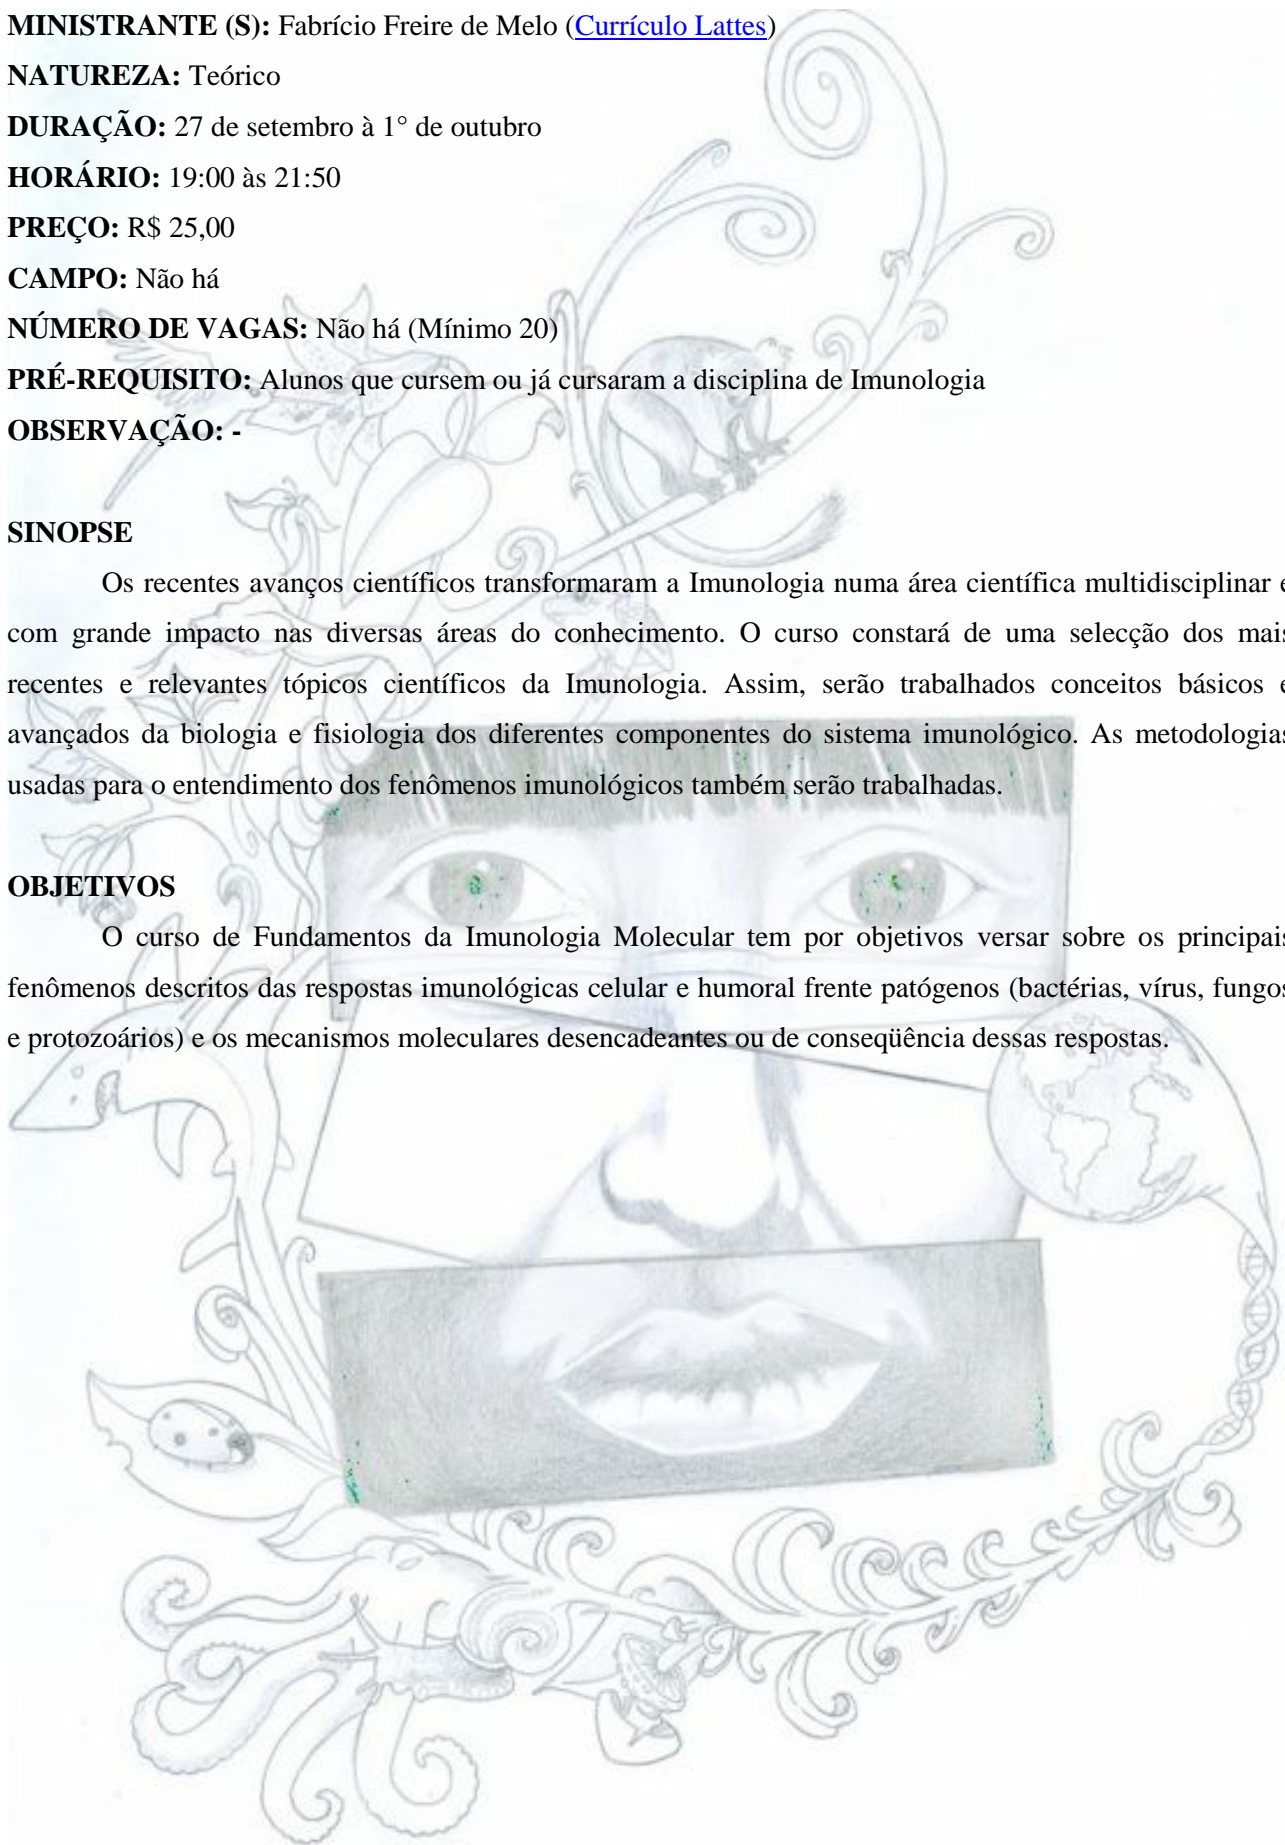 MINISTRANTE (S): Fabrício Freire de Melo (Currículo Lattes)
NATUREZA: Teórico
DURAÇÃO: 27 de setembro à 1° de outubro
HORÁRIO: 19:00 às 21:50
PREÇO: R$ 25,00
CAMPO: Não há
NÚMERO DE VAGAS: Não há (Mínimo 20)
PRÉ-REQUISITO: Alunos que cursem ou já cursaram a disciplina de Imunologia
OBSERVAÇÃO: -
SINOPSE
Os recentes avanços científicos transformaram a Imunologia numa área científica multidisciplinar e
com grande impacto nas diversas áreas do conhecimento. O curso constará de uma selecção dos mais
recentes e relevantes tópicos científicos da Imunologia. Assim, serão trabalhados conceitos básicos e
avançados da biologia e fisiologia dos diferentes componentes do sistema imunológico. As metodologias
usadas para o entendimento dos fenômenos imunológicos também serão trabalhadas.
OBJETIVOS
O curso de Fundamentos da Imunologia Molecular tem por objetivos versar sobre os principais
fenômenos descritos das respostas imunológicas celular e humoral frente patógenos (bactérias, vírus, fungos
e protozoários) e os mecanismos moleculares desencadeantes ou de conseqüência dessas respostas.